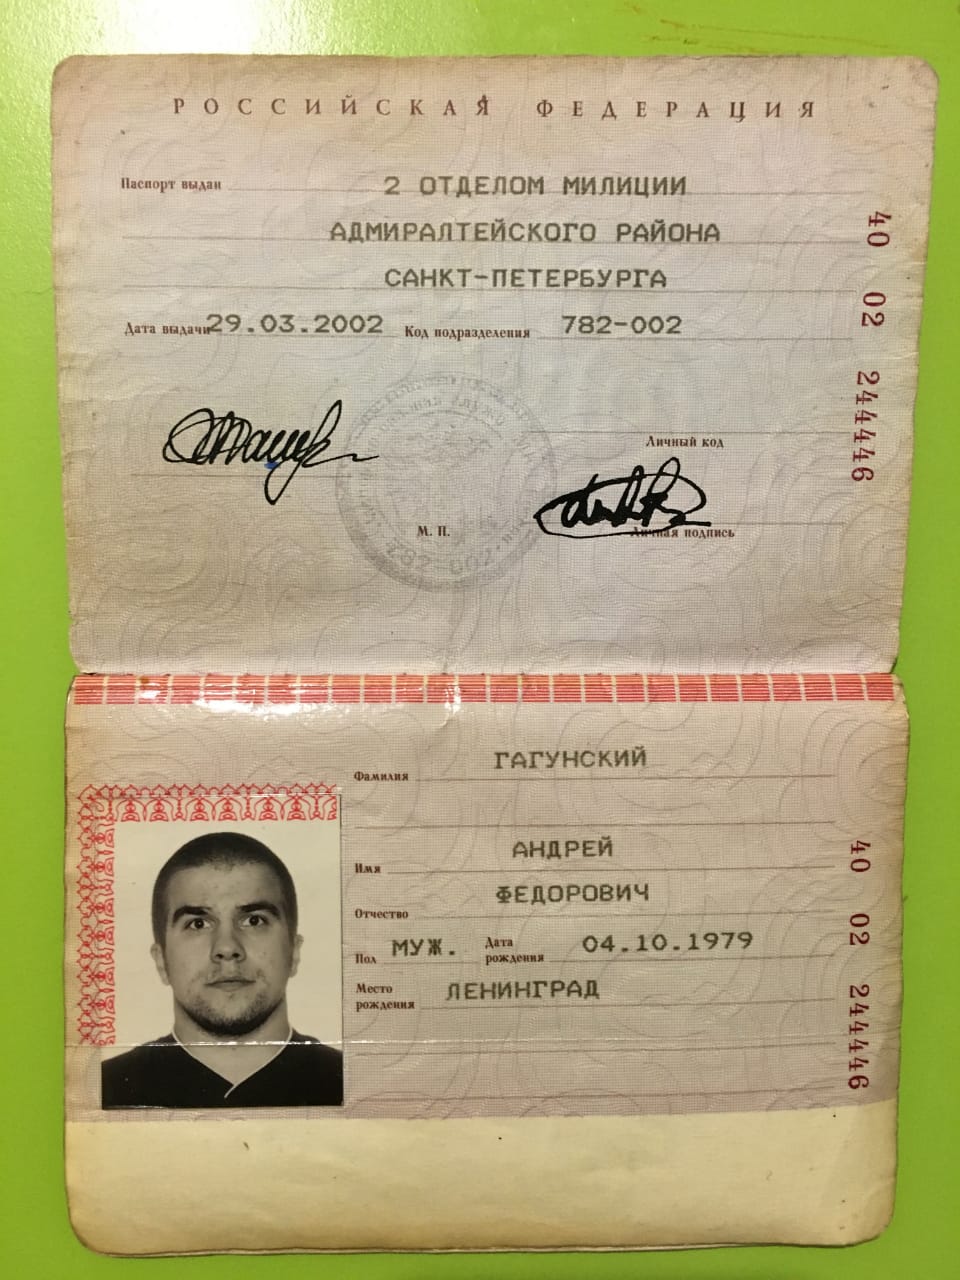 РОССИЙСКАЯ ФЕДЕРАЦИЯ
Паспорт выдан 2 ОТДЕЛОМ МИЛИЦИИ
АДМИРАЛТЕЙСКОГО РАЙОНА
САНКТ-ПЕТЕРБУРГА
Дата выдачи 29.03.2002 Код подразделения 782-002
40 02 244446
Личный код
М. П.
Личная подпись
782-002
Фамилия ГАГУНСКИЙ
Имя АНДРЕЙ
Отчество ФЕДОРОВИЧ
Пол МУЖ. Дата рождения 04.10.1979
Место рождения ЛЕНИНГРАД
40 02 244446